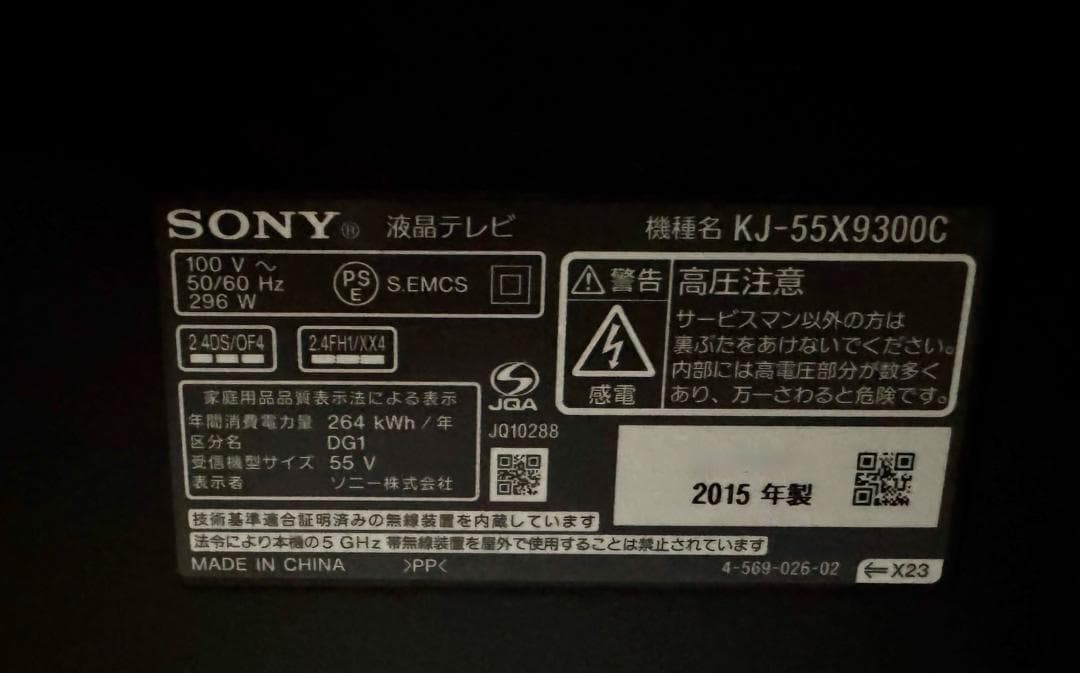 SONY® 液晶テレビ
機種名 KJ-55X9300C
100 V ～
50/60 Hz
296 W
PS
E
S.EMCS
2.4DS/OF4
2.4FH1/XX4
家庭用品品質表示法による表示
年間消費電力量 264 kWh / 年
区分名 DG1
受信機型サイズ 55 V
表示者 ソニー株式会社
JQA
JQ10288
警告
感電
高圧注意
サービスマン以外の方は
裏ぶたをあけないでください。
内部には高電圧部分が数多く
あり、万一さわると危険です。
2015 年製
技術基準適合証明済みの無線装置を内蔵しています
法令により本機の5 GHz 帯無線装置を屋外で使用することは禁止されています
MADE IN CHINA >PP<
4-569-026-02
⇐X23